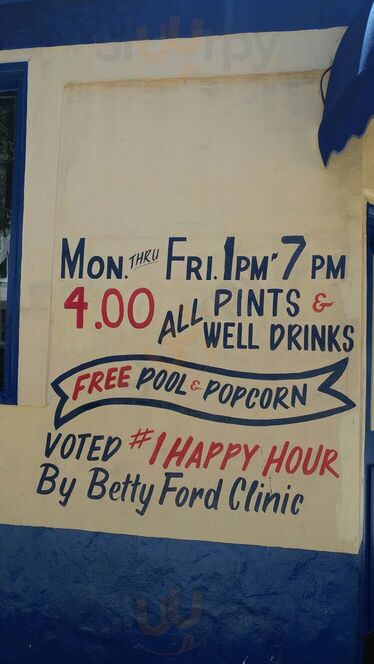 Slurpy
MON. THRU FRI. 1PM-7PM
4.00 ALL PINTS &
WELL DRINKS
FREE POOL & POPCORN
VOTED #1 HAPPY HOUR
By Betty Ford Clinic